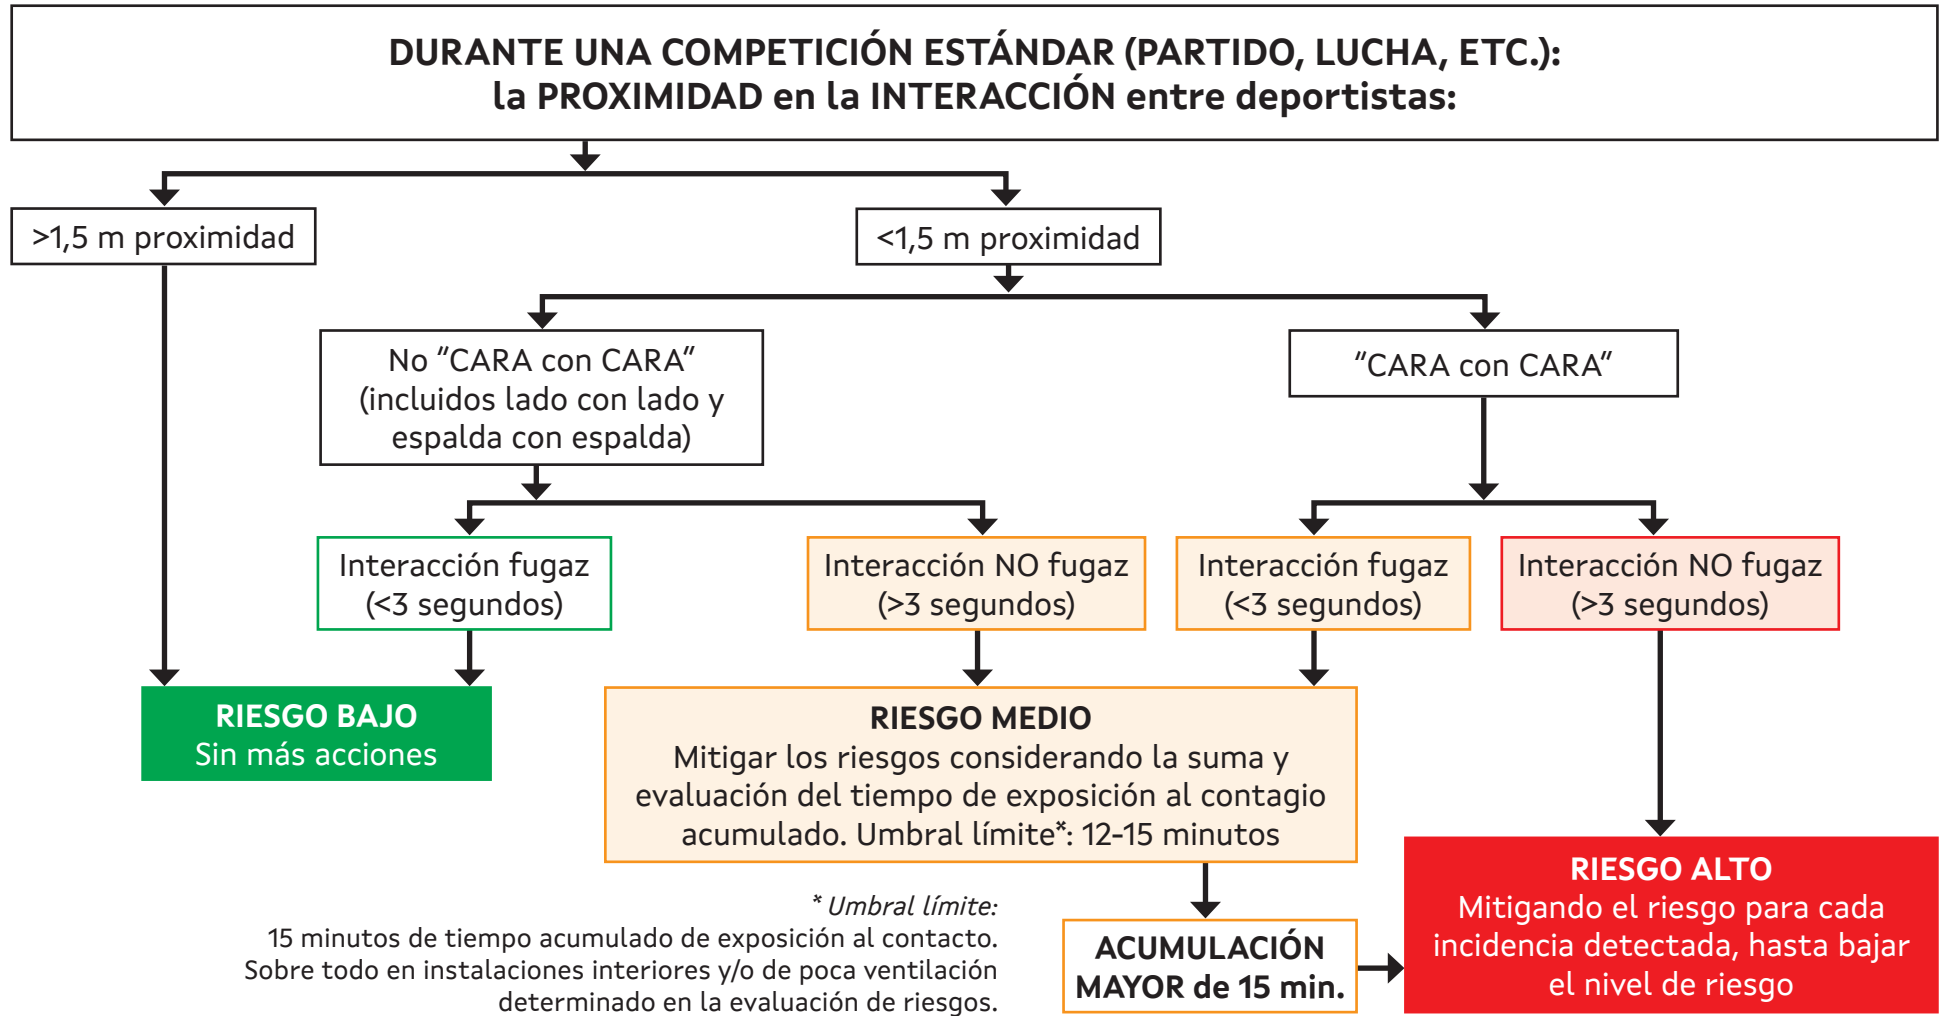 DURANTE UNA COMPETICIÓN ESTÁNDAR (PARTIDO, LUCHA, ETC.):
la PROXIMIDAD en la INTERACCIÓN entre deportistas:
>1,5 m proximidad
<1,5 m proximidad
No “CARA con CARA”
(incluidos lado con lado y
espalda con espalda)
“CARA con CARA”
Interacción fugaz
(<3 segundos)
Interacción NO fugaz
(>3 segundos)
Interacción fugaz
(<3 segundos)
Interacción NO fugaz
(>3 segundos)
RIESGO BAJO
Sin más acciones
RIESGO MEDIO
Mitigar los riesgos considerando la suma y
evaluación del tiempo de exposición al contagio
acumulado. Umbral límite*: 12-15 minutos
* Umbral límite:
15 minutos de tiempo acumulado de exposición al contacto.
Sobre todo en instalaciones interiores y/o de poca ventilación
determinado en la evaluación de riesgos.
ACUMULACIÓN
MAYOR de 15 min.
RIESGO ALTO
Mitigando el riesgo para cada
incidencia detectada, hasta bajar
el nivel de riesgo